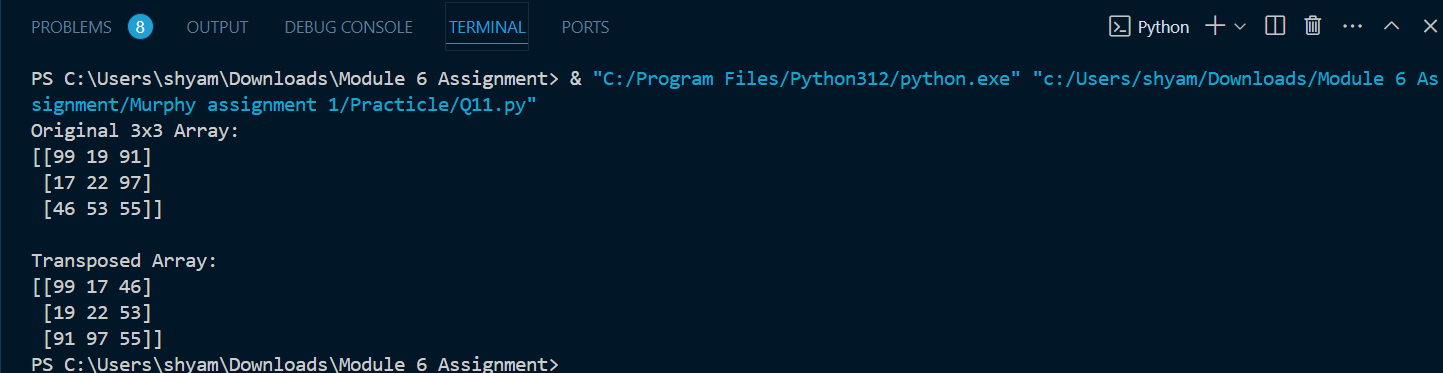 PROBLEMS 8 OUTPUT DEBUG CONSOLE TERMINAL PORTS Python
PS C:\Users\shyam\Downloads\Module 6 Assignment> & "C:/Program Files/Python312/python.exe" "c:/Users/shyam/Downloads/Module 6 As
signment/Murphy assignment 1/Practicle/Q11.py"
Original 3x3 Array:
[[99 19 91]
 [17 22 97]
 [46 53 55]]

Transposed Array:
[[99 17 46]
 [19 22 53]
 [91 97 55]]
PS C:\Users\shyam\Downloads\Module 6 Assignment>